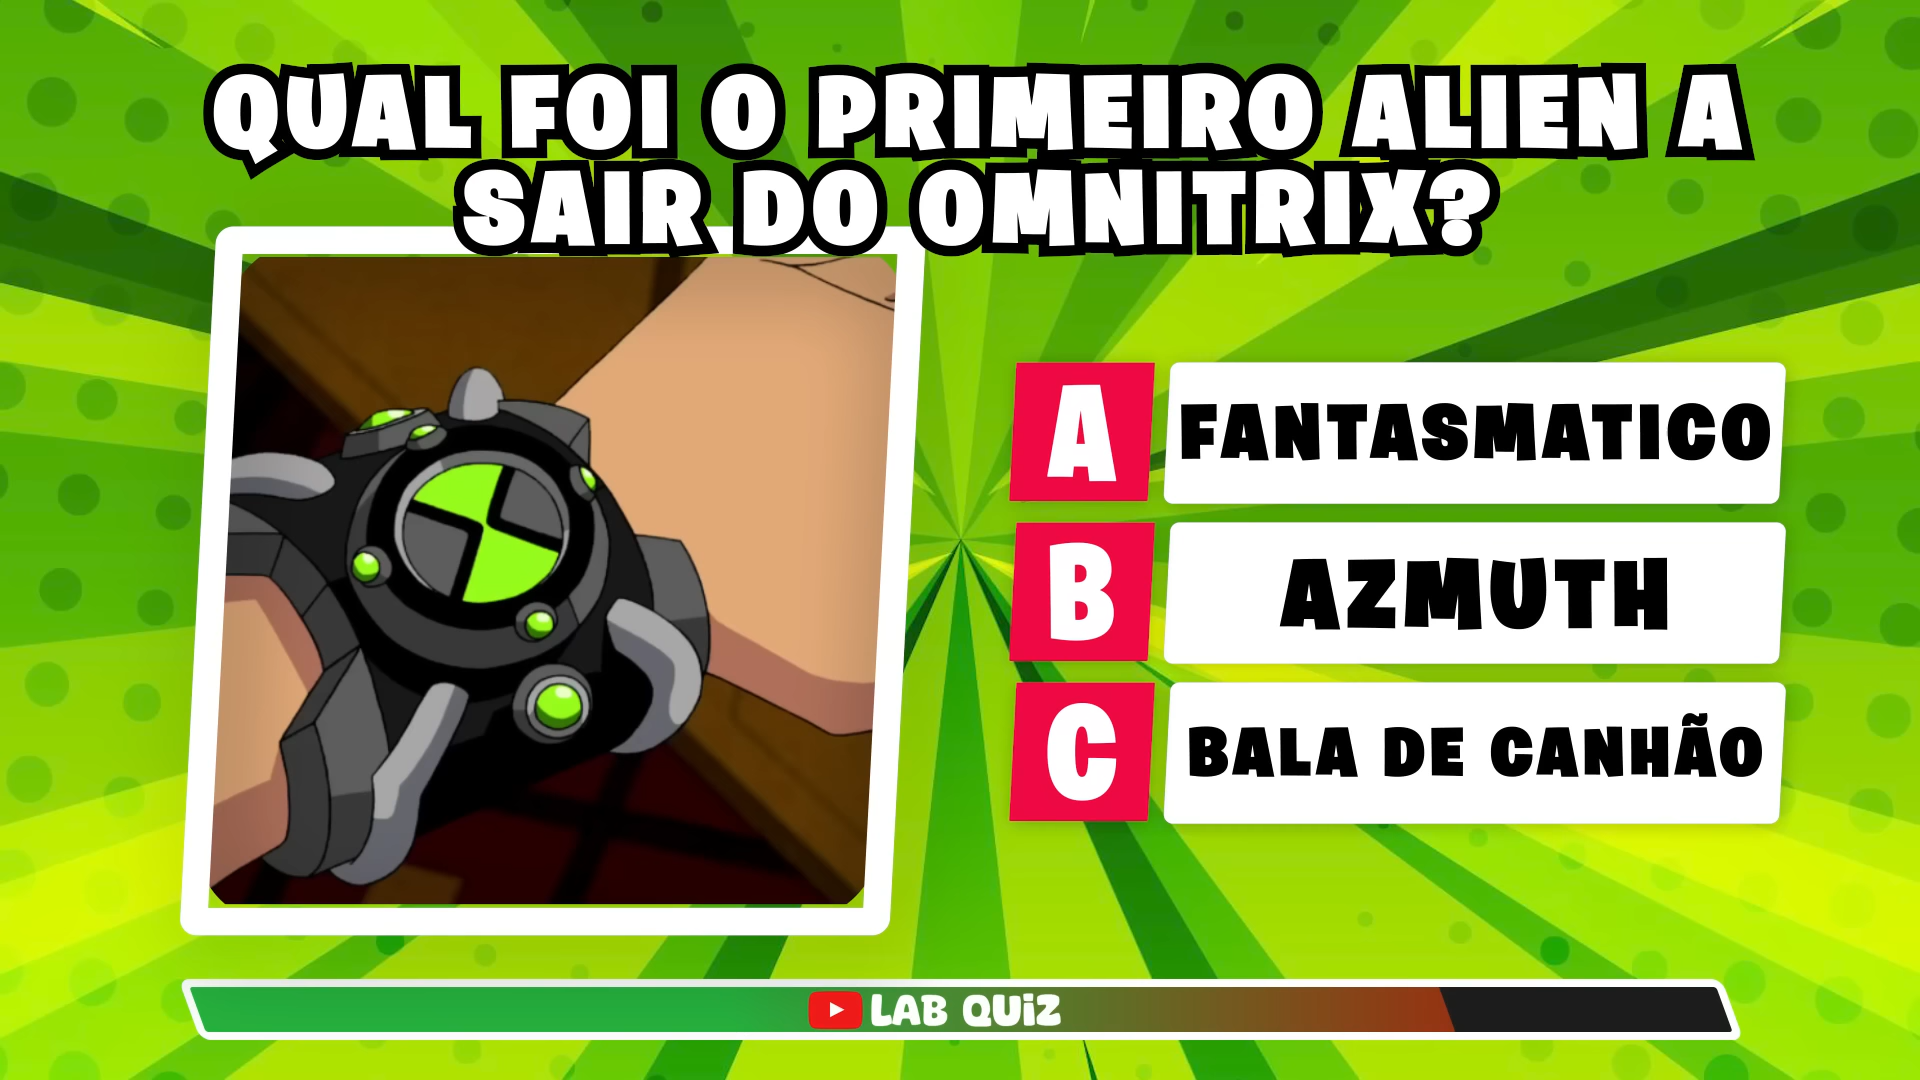 QUAL FOI O PRIMEIRO ALIEN A
SAIR DO OMNITRIX?
A FANTASMATICO
B AZMUTH
C BALA DE CANHÃO
LAB QUiZ